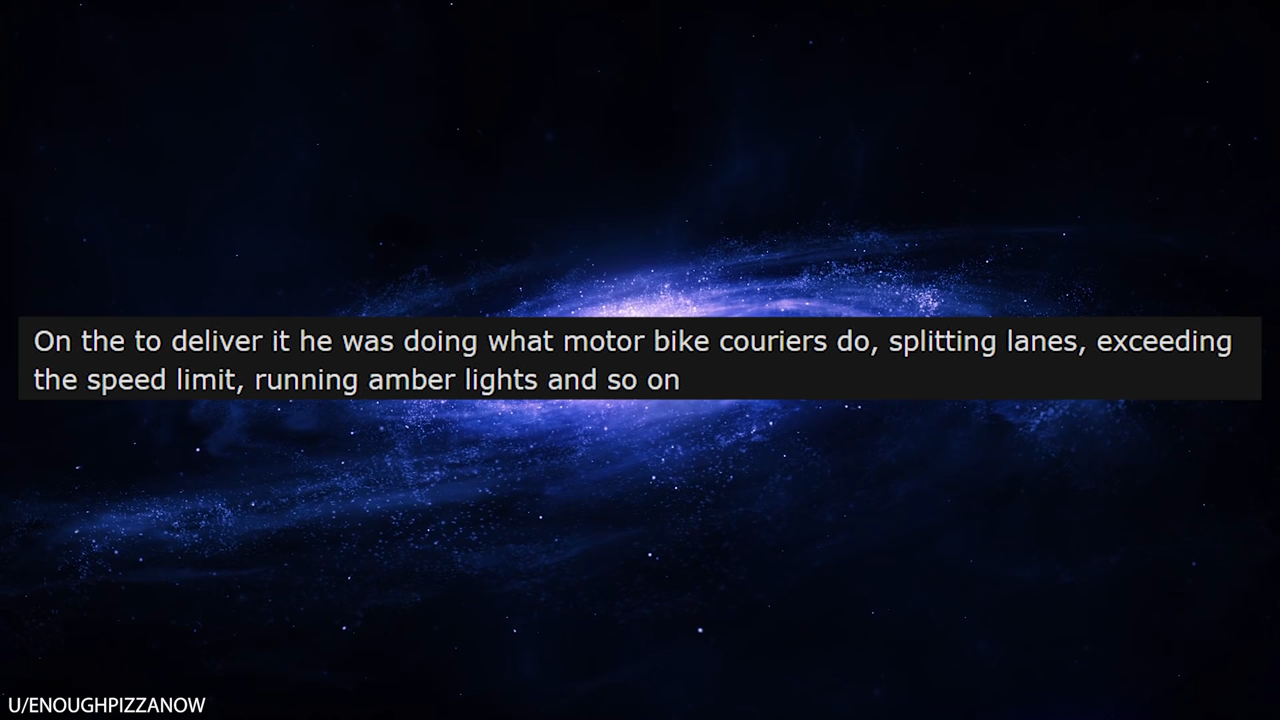 On the to deliver it he was doing what motor bike couriers do, splitting lanes, exceeding
the speed limit, running amber lights and so on
U/ENOUGHPIZZANOW